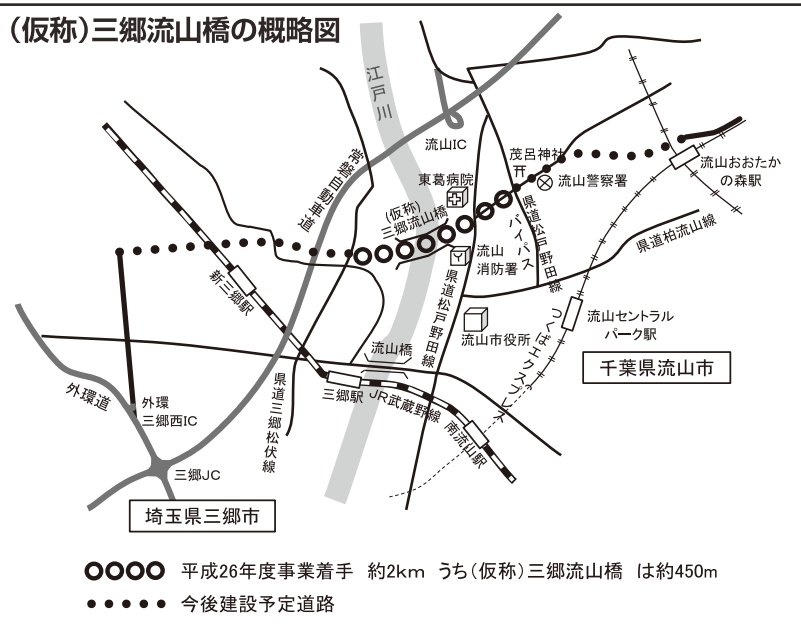 (仮称)三郷流山橋の概略図
江戸川
流山IC
常磐自動車道
茂呂神社
流山おおたか
の森駅
流山警察署
東葛病院
(仮称)
三郷流山橋
県道松戸野田線
バイパス
県道柏流山線
流山
消防署
新三郷駅
県道松戸野田線
流山セントラル
パーク駅
流山市役所
つくばエクスプレス
流山橋
千葉県流山市
外環道
外環
三郷西IC
県道三郷松伏線
三郷駅
JR武蔵野線
南流山駅
三郷JC
埼玉県三郷市
平成26年度事業着手 約2km うち(仮称)三郷流山橋 は約450m
今後建設予定道路